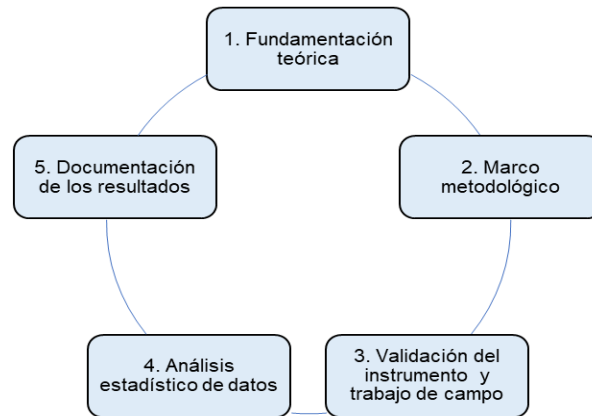 1. Fundamentación
teórica
2. Marco
metodológico
3. Validación del
instrumento y
trabajo de campo
4. Análisis
estadístico de datos
5. Documentación
de los resultados